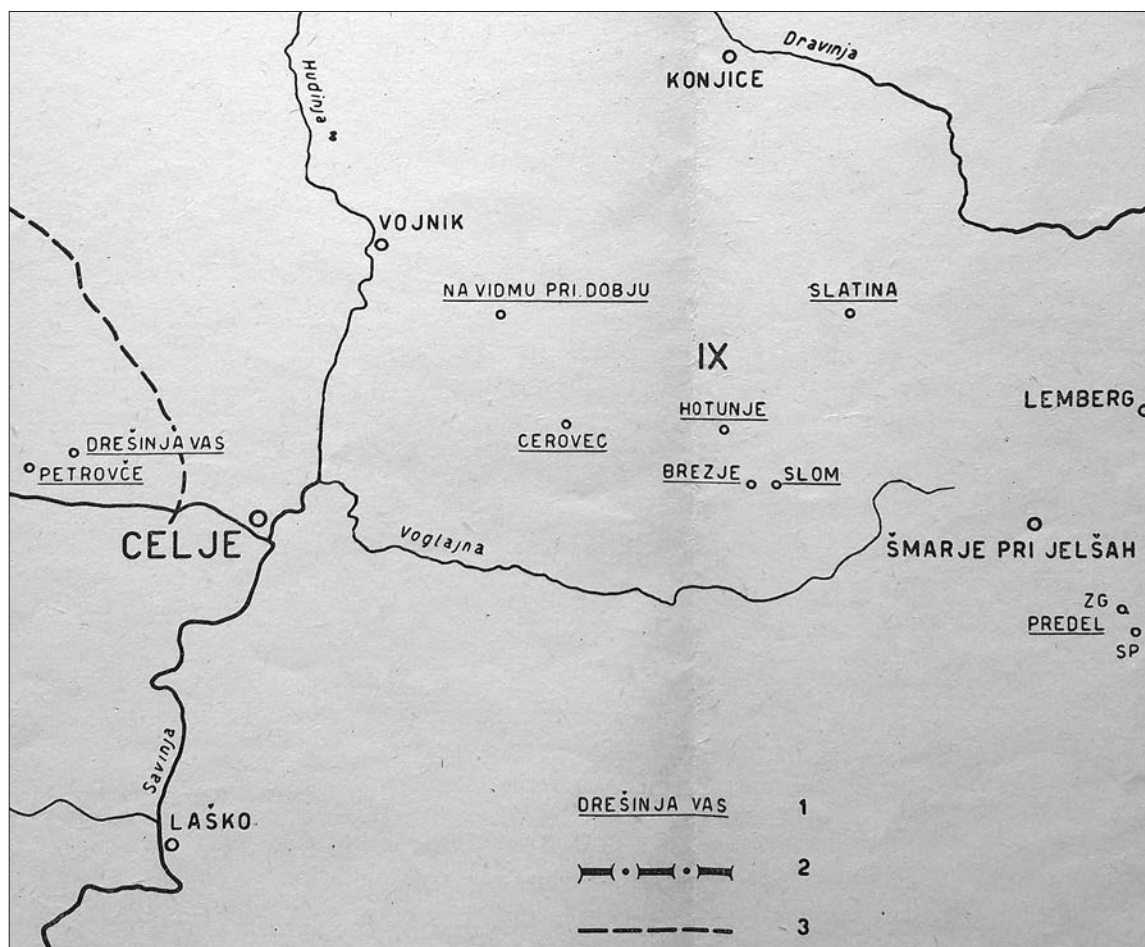 Hudinja
KONJICE
Dravinja
VOJNIK
NA VIDMU PRI. DOBJU
SLATINA
IX
LEMBERG
HOTUNJE
CEROVEC
DREŠINJA VAS
PETROVČE
BREZJE
SLOM
CELJE
Voglajna
ŠMARJE PRI JELŠAH
ZG
PREDEL
SP
Savinja
LAŠKO
DREŠINJA VAS 1
2
3